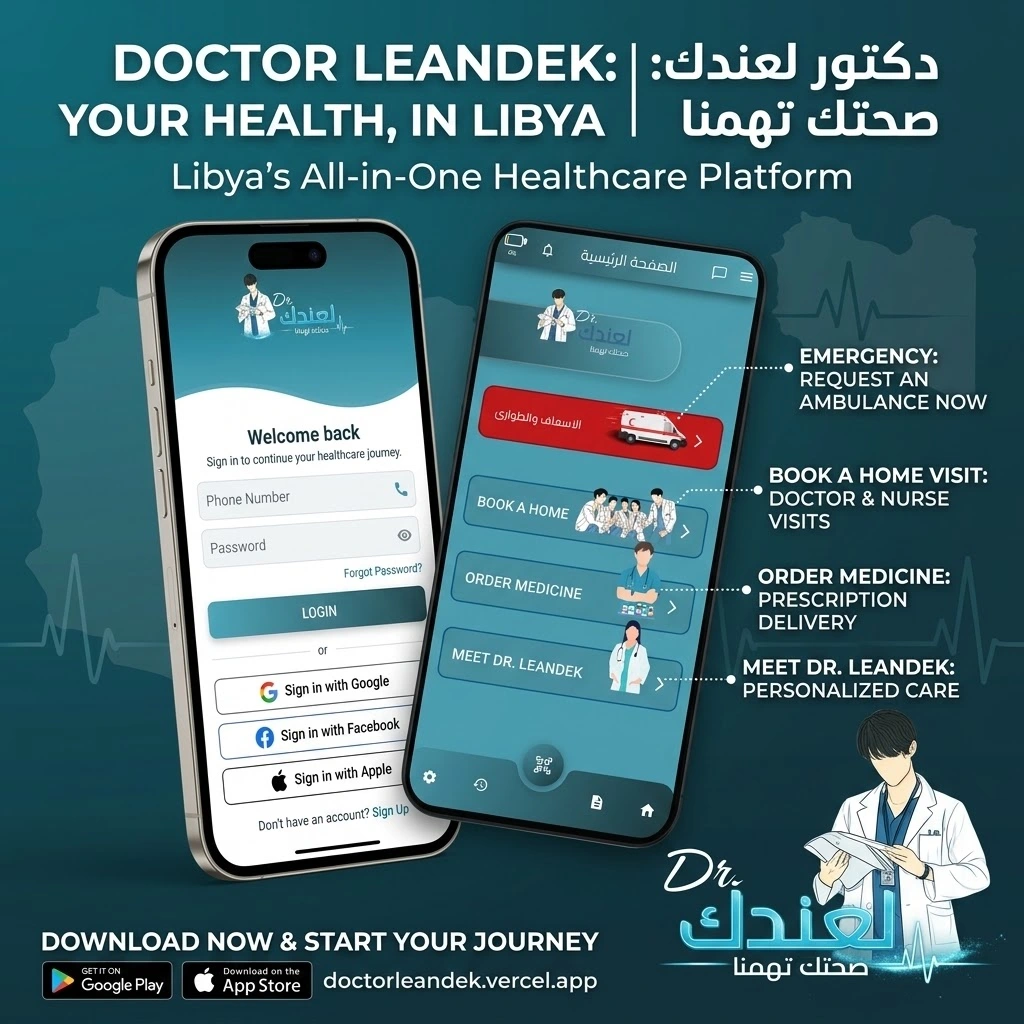 DOCTOR LEANDEK:
YOUR HEALTH, IN LIBYA
دكتور لعندك:
صحتك تهمنا
Libya's All-in-One Healthcare Platform
Dr.
لعندك
Welcome back
Sign in to continue your healthcare journey.
Phone Number
Password
Forgot Password?
LOGIN
or
Sign in with Google
Sign in with Facebook
Sign in with Apple
Don't have an account? Sign Up
الصفحة الرئيسية
Dr.
لعندك
صحتك تهمنا
الاسعاف والطوارئ
BOOK A HOME
ORDER MEDICINE
MEET DR. LEANDEK
EMERGENCY:
REQUEST AN
AMBULANCE NOW
BOOK A HOME VISIT:
DOCTOR & NURSE
VISITS
ORDER MEDICINE:
PRESCRIPTION
DELIVERY
MEET DR. LEANDEK:
PERSONALIZED CARE
Dr.
لعندك
صحتك تهمنا
DOWNLOAD NOW & START YOUR JOURNEY
GET IT ON
Google Play
Download on the
App Store
doctorleandek.vercel.app